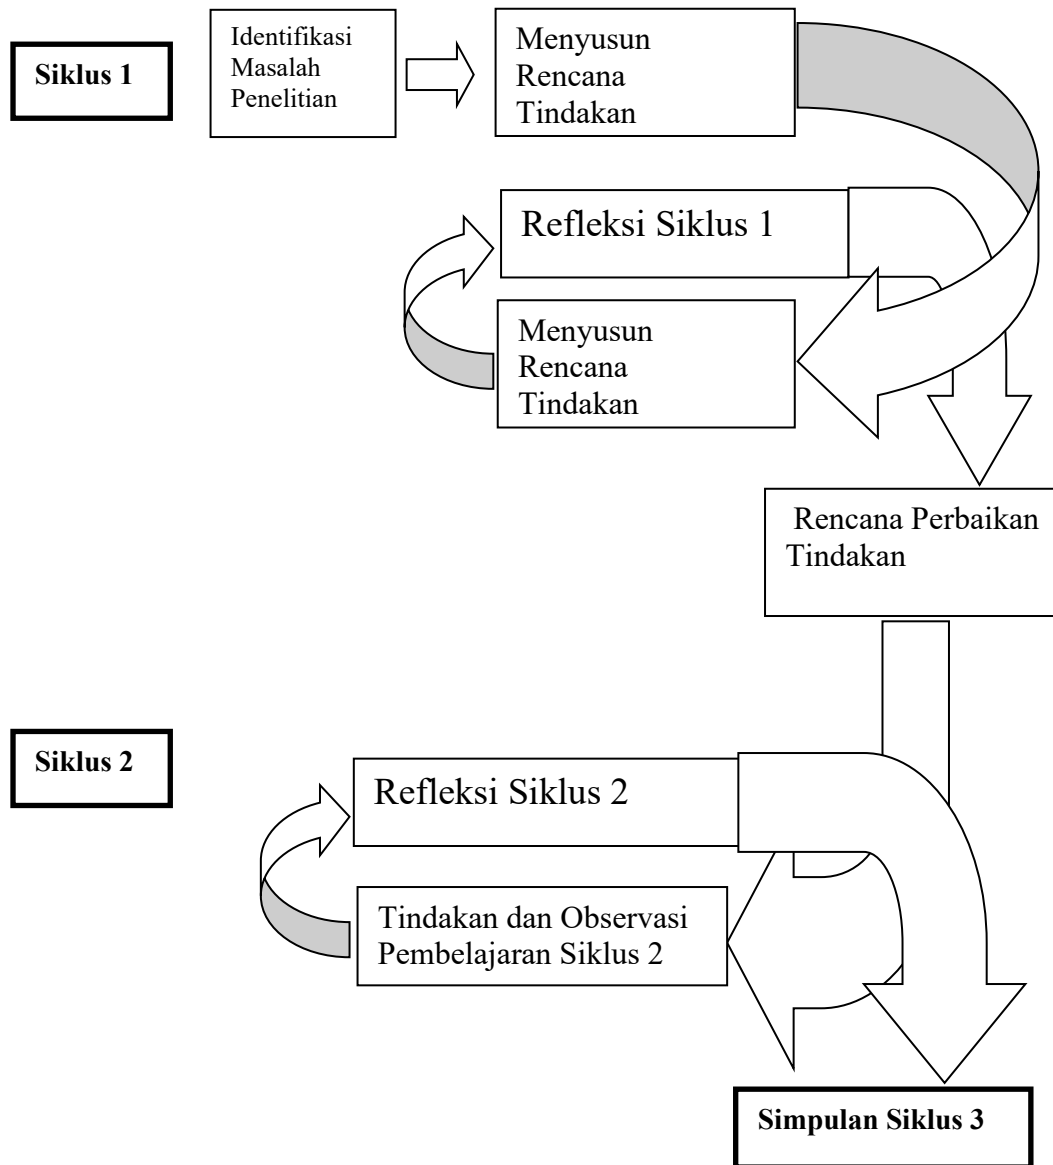 Siklus 1
Identifikasi
Masalah
Penelitian
Menyusun
Rencana
Tindakan
Refleksi Siklus 1
Menyusun
Rencana
Tindakan
Rencana Perbaikan
Tindakan
Siklus 2
Refleksi Siklus 2
Tindakan dan Observasi
Pembelajaran Siklus 2
Simpulan Siklus 3